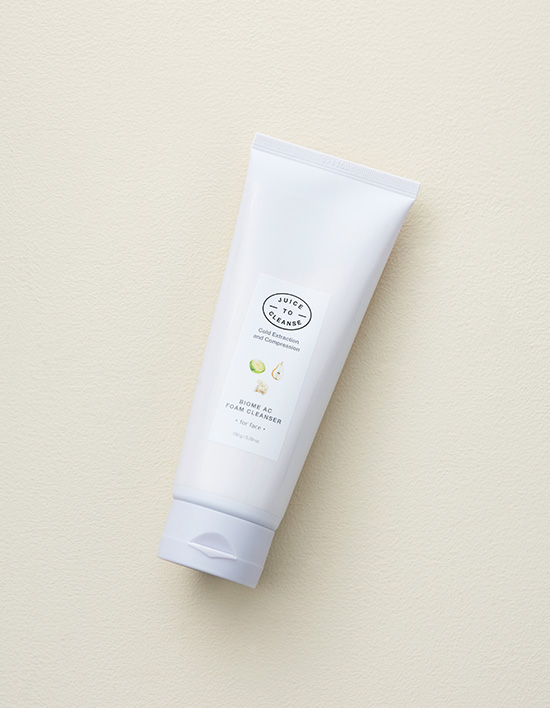 JUICE
TO
CLEANSE
Cold Extraction
and Compression
BIOME AC
FOAM CLEANSER
• for face •